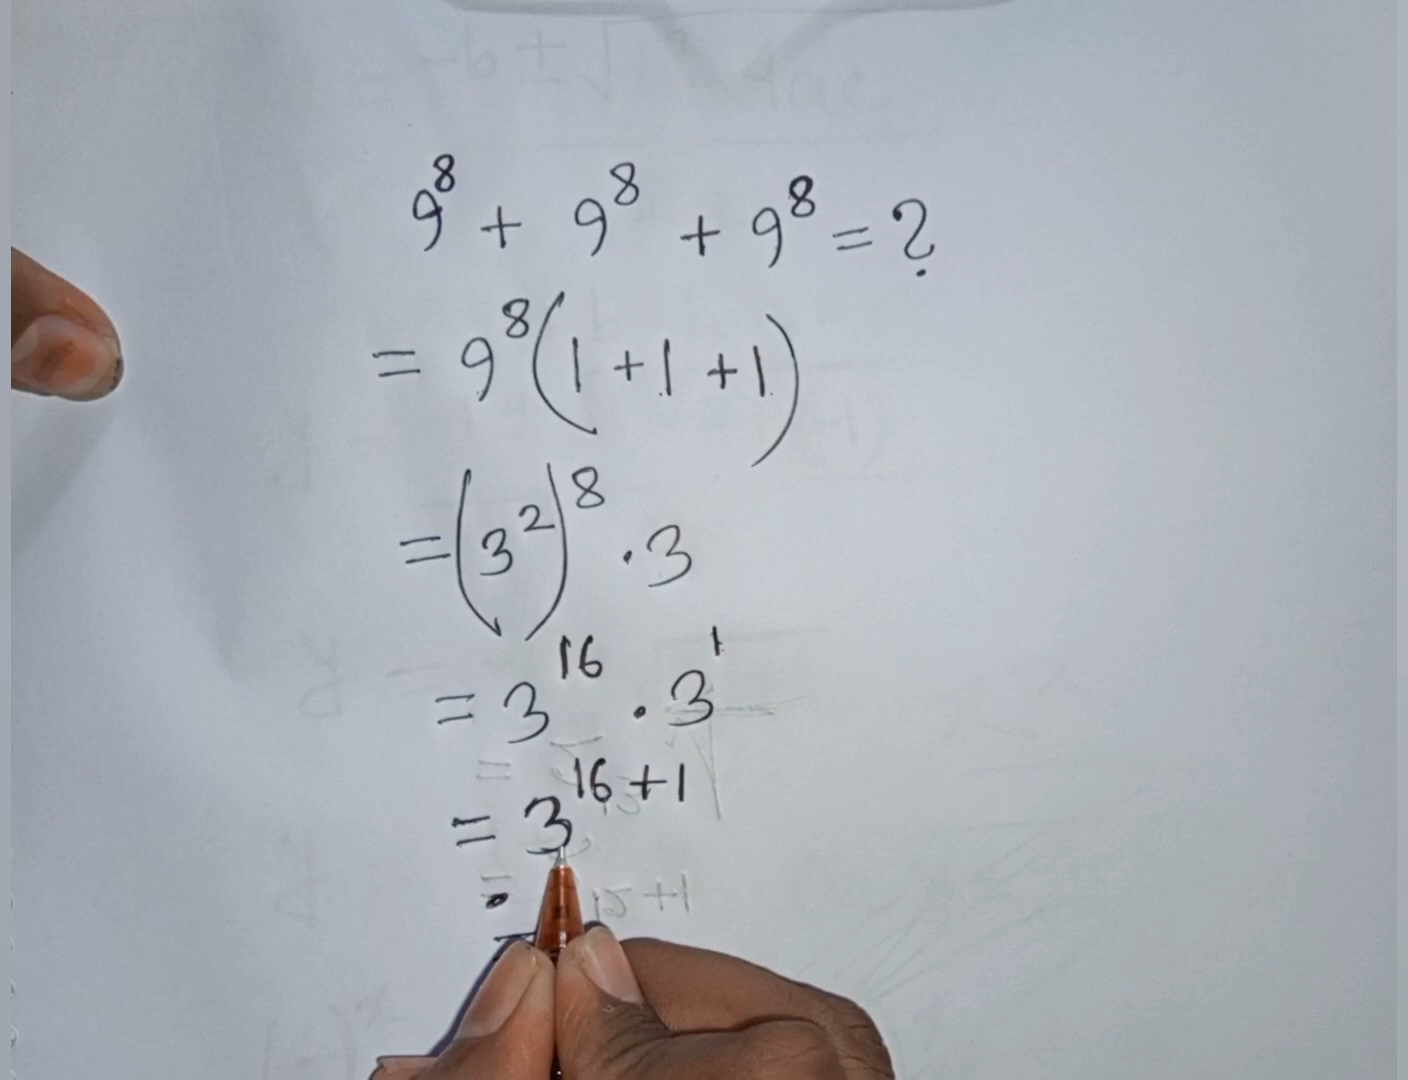 9⁸ + 9⁸ + 9⁸ = ?
= 9⁸(1 + 1 + 1)
= (3²)⁸ · 3
= 3¹⁶ · 3¹
= 3¹⁶⁺¹